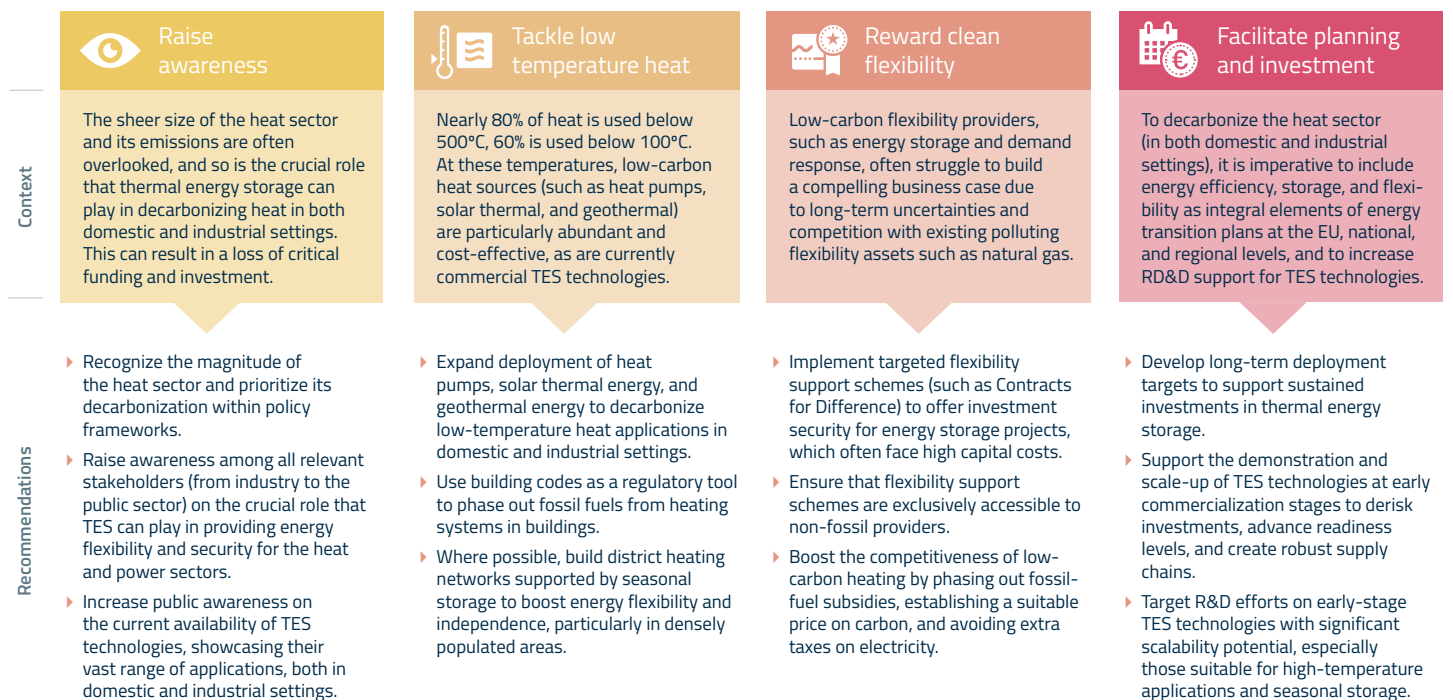 Raise
awareness
Tackle low
temperature heat
Reward clean
flexibility
Facilitate planning
and investment
€
Context
The sheer size of the heat sector
and its emissions are often
overlooked, and so is the crucial role
that thermal energy storage can
play in decarbonizing heat in both
domestic and industrial settings.
This can result in a loss of critical
funding and investment.
Nearly 80% of heat is used below
500ºC, 60% is used below 100ºC.
At these temperatures, low-carbon
heat sources (such as heat pumps,
solar thermal, and geothermal)
are particularly abundant and
cost-effective, as are currently
commercial TES technologies.
Low-carbon flexibility providers,
such as energy storage and demand
response, often struggle to build
a compelling business case due
to long-term uncertainties and
competition with existing polluting
flexibility assets such as natural gas.
To decarbonize the heat sector
(in both domestic and industrial
settings), it is imperative to include
energy efficiency, storage, and flexi-
bility as integral elements of energy
transition plans at the EU, national,
and regional levels, and to increase
RD&D support for TES technologies.
Recommendations
Recognize the magnitude of
the heat sector and prioritize its
decarbonization within policy
frameworks.
Raise awareness among all relevant
stakeholders (from industry to the
public sector) on the crucial role that
TES can play in providing energy
flexibility and security for the heat
and power sectors.
Increase public awareness on
the current availability of TES
technologies, showcasing their
vast range of applications, both in
domestic and industrial settings.
Expand deployment of heat
pumps, solar thermal energy, and
geothermal energy to decarbonize
low-temperature heat applications in
domestic and industrial settings.
Use building codes as a regulatory tool
to phase out fossil fuels from heating
systems in buildings.
Where possible, build district heating
networks supported by seasonal
storage to boost energy flexibility and
independence, particularly in densely
populated areas.
Implement targeted flexibility
support schemes (such as Contracts
for Difference) to offer investment
security for energy storage projects,
which often face high capital costs.
Ensure that flexibility support
schemes are exclusively accessible to
non-fossil providers.
Boost the competitiveness of low-
carbon heating by phasing out fossil-
fuel subsidies, establishing a suitable
price on carbon, and avoiding extra
taxes on electricity.
Develop long-term deployment
targets to support sustained
investments in thermal energy
storage.
Support the demonstration and
scale-up of TES technologies at early
commercialization stages to derisk
investments, advance readiness
levels, and create robust supply
chains.
Target R&D efforts on early-stage
TES technologies with significant
scalability potential, especially
those suitable for high-temperature
applications and seasonal storage.